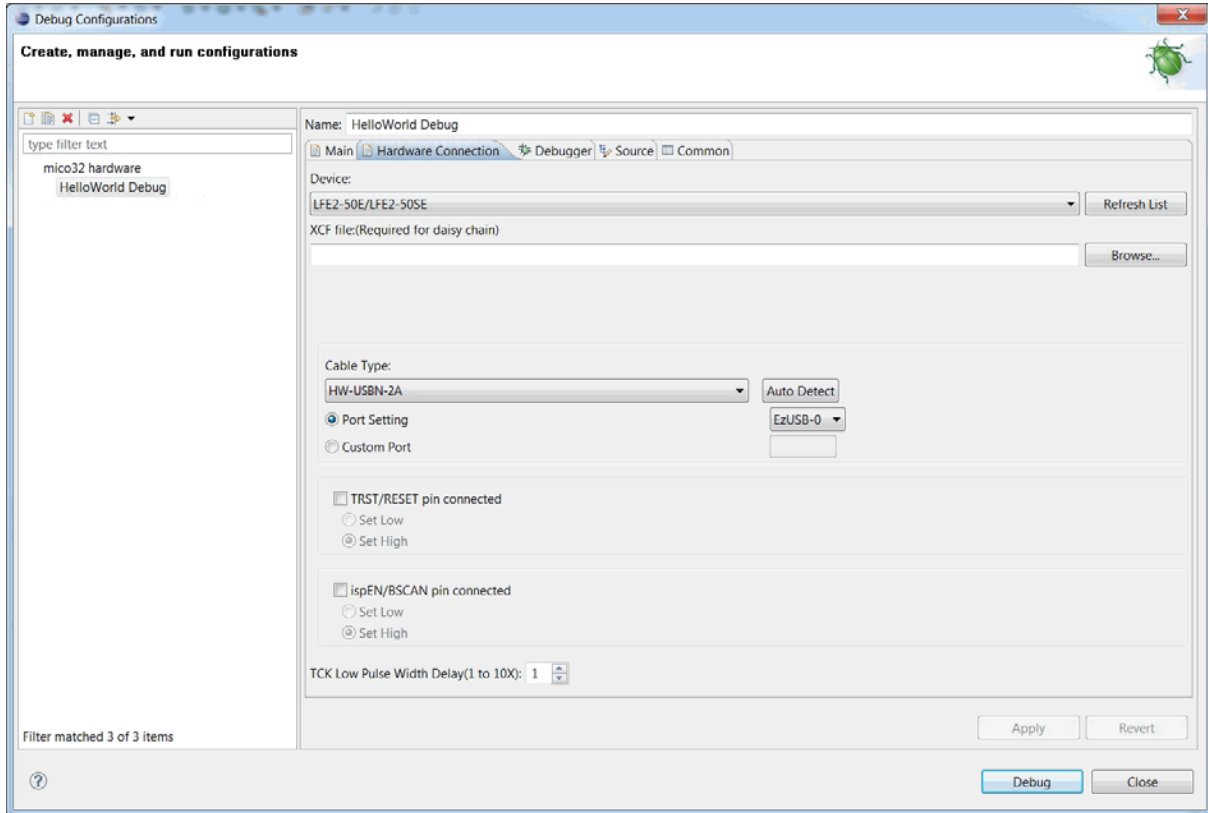 Debug Configurations
Create, manage, and run configurations
type filter text
mico32 hardware
HelloWorld Debug
Filter matched 3 of 3 items
Name: HelloWorld Debug
Main Hardware Connection Debugger Source Common
Device:
LFE2-50E/LFE2-50SE Refresh List
XCF file:(Required for daisy chain)
Browse...
Cable Type:
HW-USBN-2A Auto Detect
Port Setting EzUSB-0
Custom Port
TRST/RESET pin connected
Set Low
Set High
ispEN/BSCAN pin connected
Set Low
Set High
TCK Low Pulse Width Delay(1 to 10X): 1
Apply Revert
Debug Close